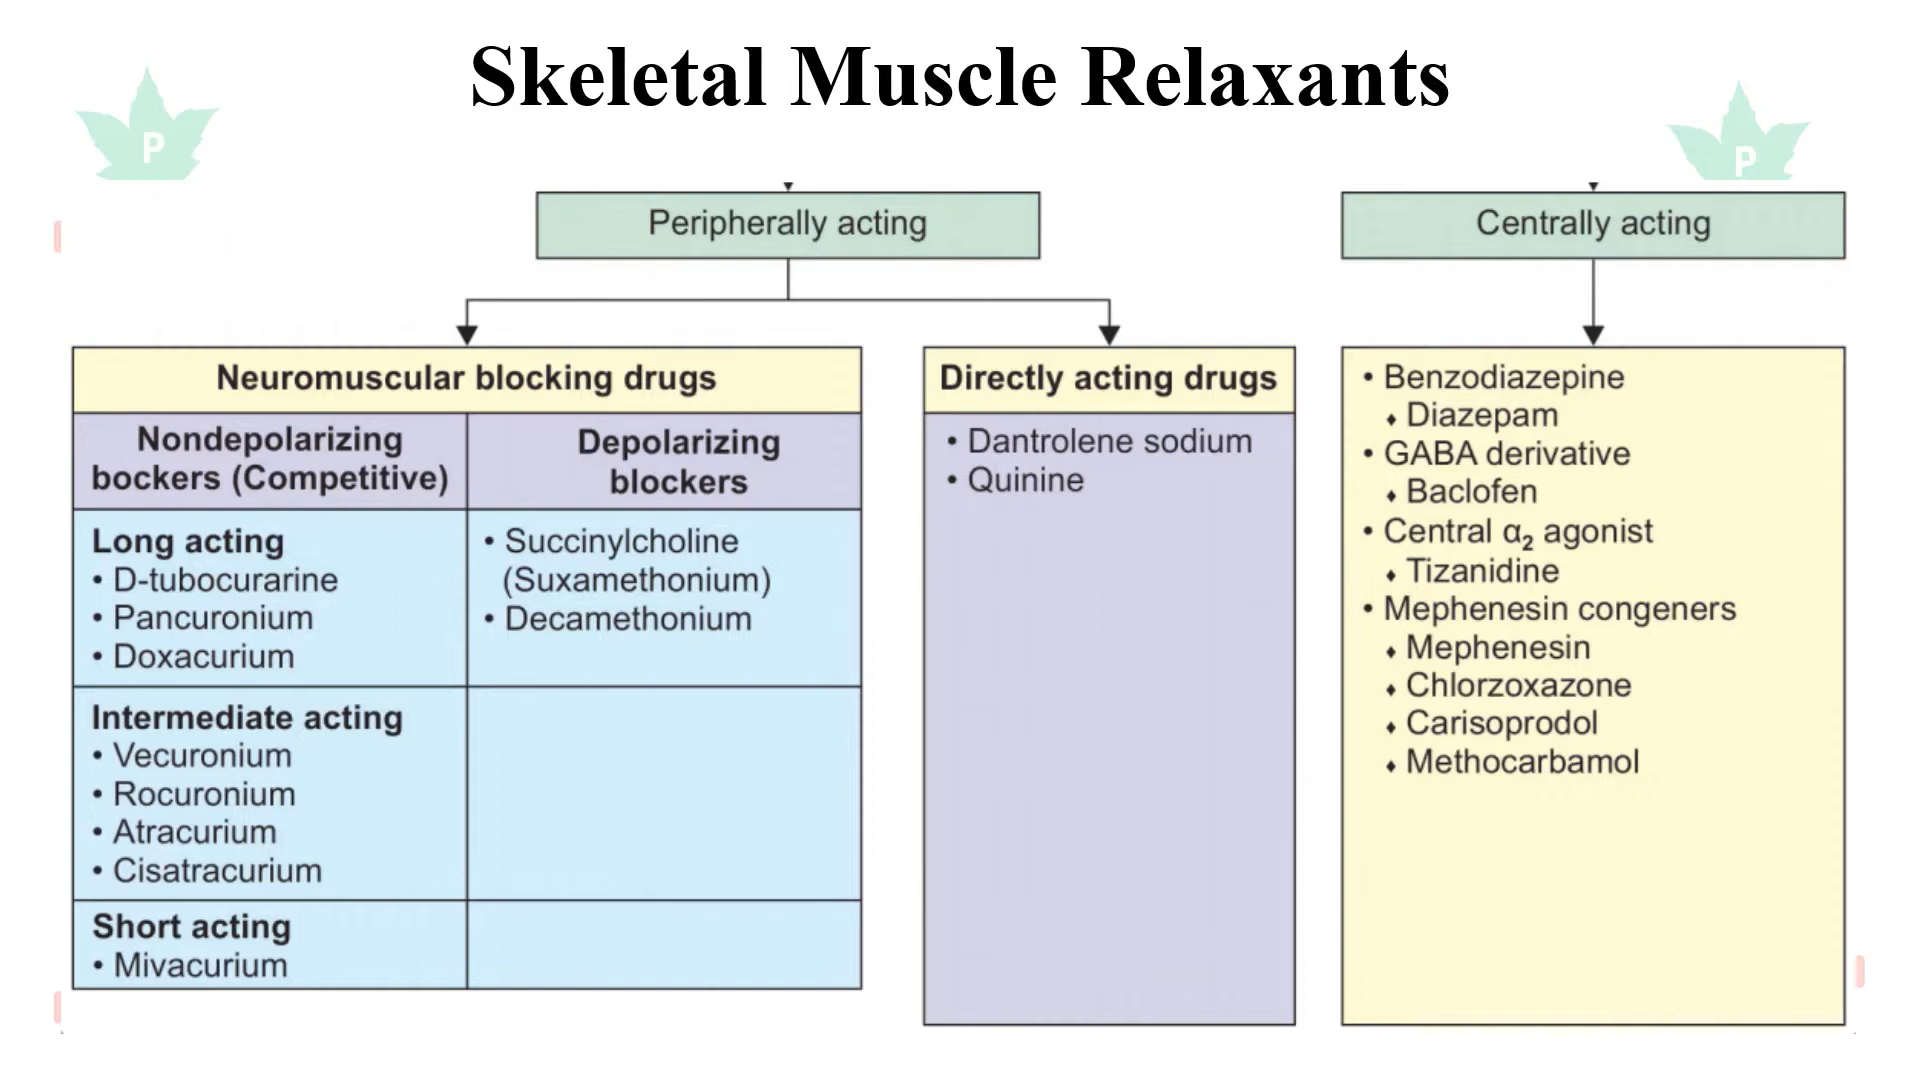 Skeletal Muscle Relaxants
P
P
Peripherally acting
Centrally acting
Neuromuscular blocking drugs
Nondepolarizing
bockers (Competitive)
Depolarizing
blockers
Long acting
• D-tubocurarine
• Pancuronium
• Doxacurium
• Succinylcholine
(Suxamethonium)
• Decamethonium
Intermediate acting
• Vecuronium
• Rocuronium
• Atracurium
• Cisatracurium
Short acting
• Mivacurium
Directly acting drugs
• Dantrolene sodium
• Quinine
• Benzodiazepine
♦ Diazepam
• GABA derivative
♦ Baclofen
• Central α₂ agonist
♦ Tizanidine
• Mephenesin congeners
♦ Mephenesin
♦ Chlorzoxazone
♦ Carisoprodol
♦ Methocarbamol